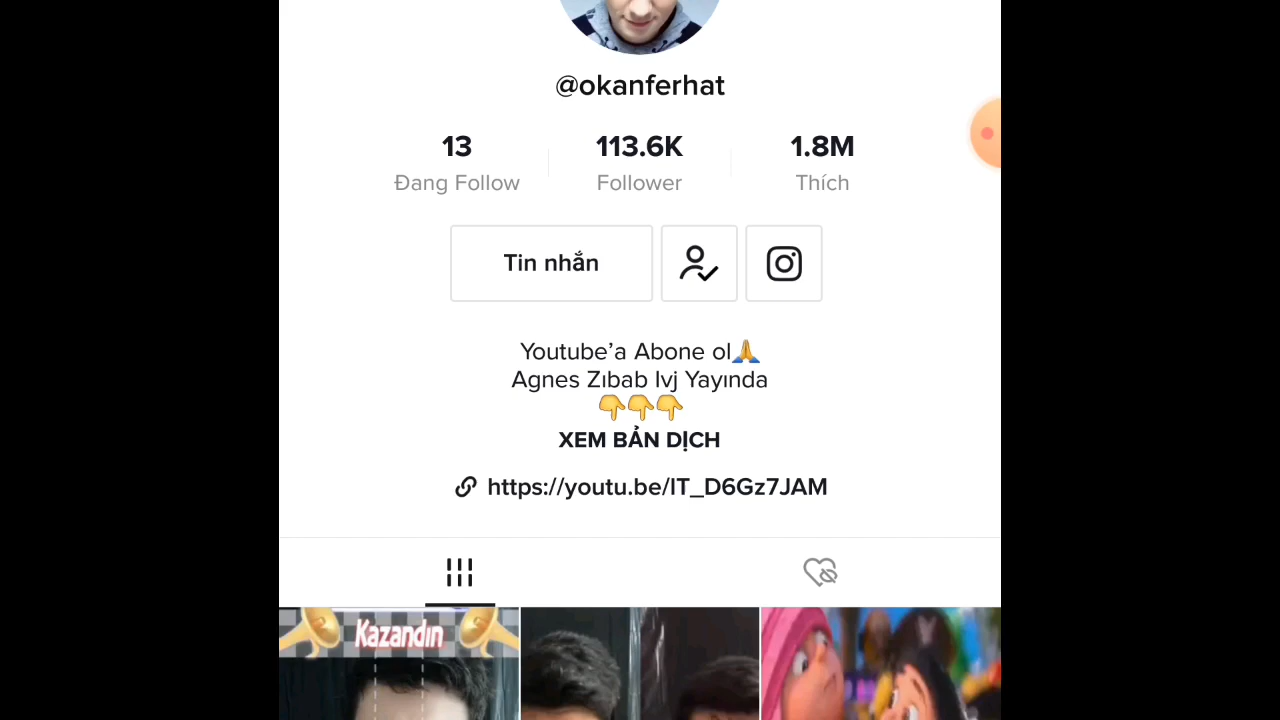 @okanferhat
13 113.6K 1.8M
Đang Follow Follower Thích
Tin nhắn
Youtube’a Abone ol🙏
Agnes Zıbab Ivj Yayında
👇👇👇
XEM BẢN DỊCH
https://youtu.be/IT_D6Gz7JAM
Kazandın